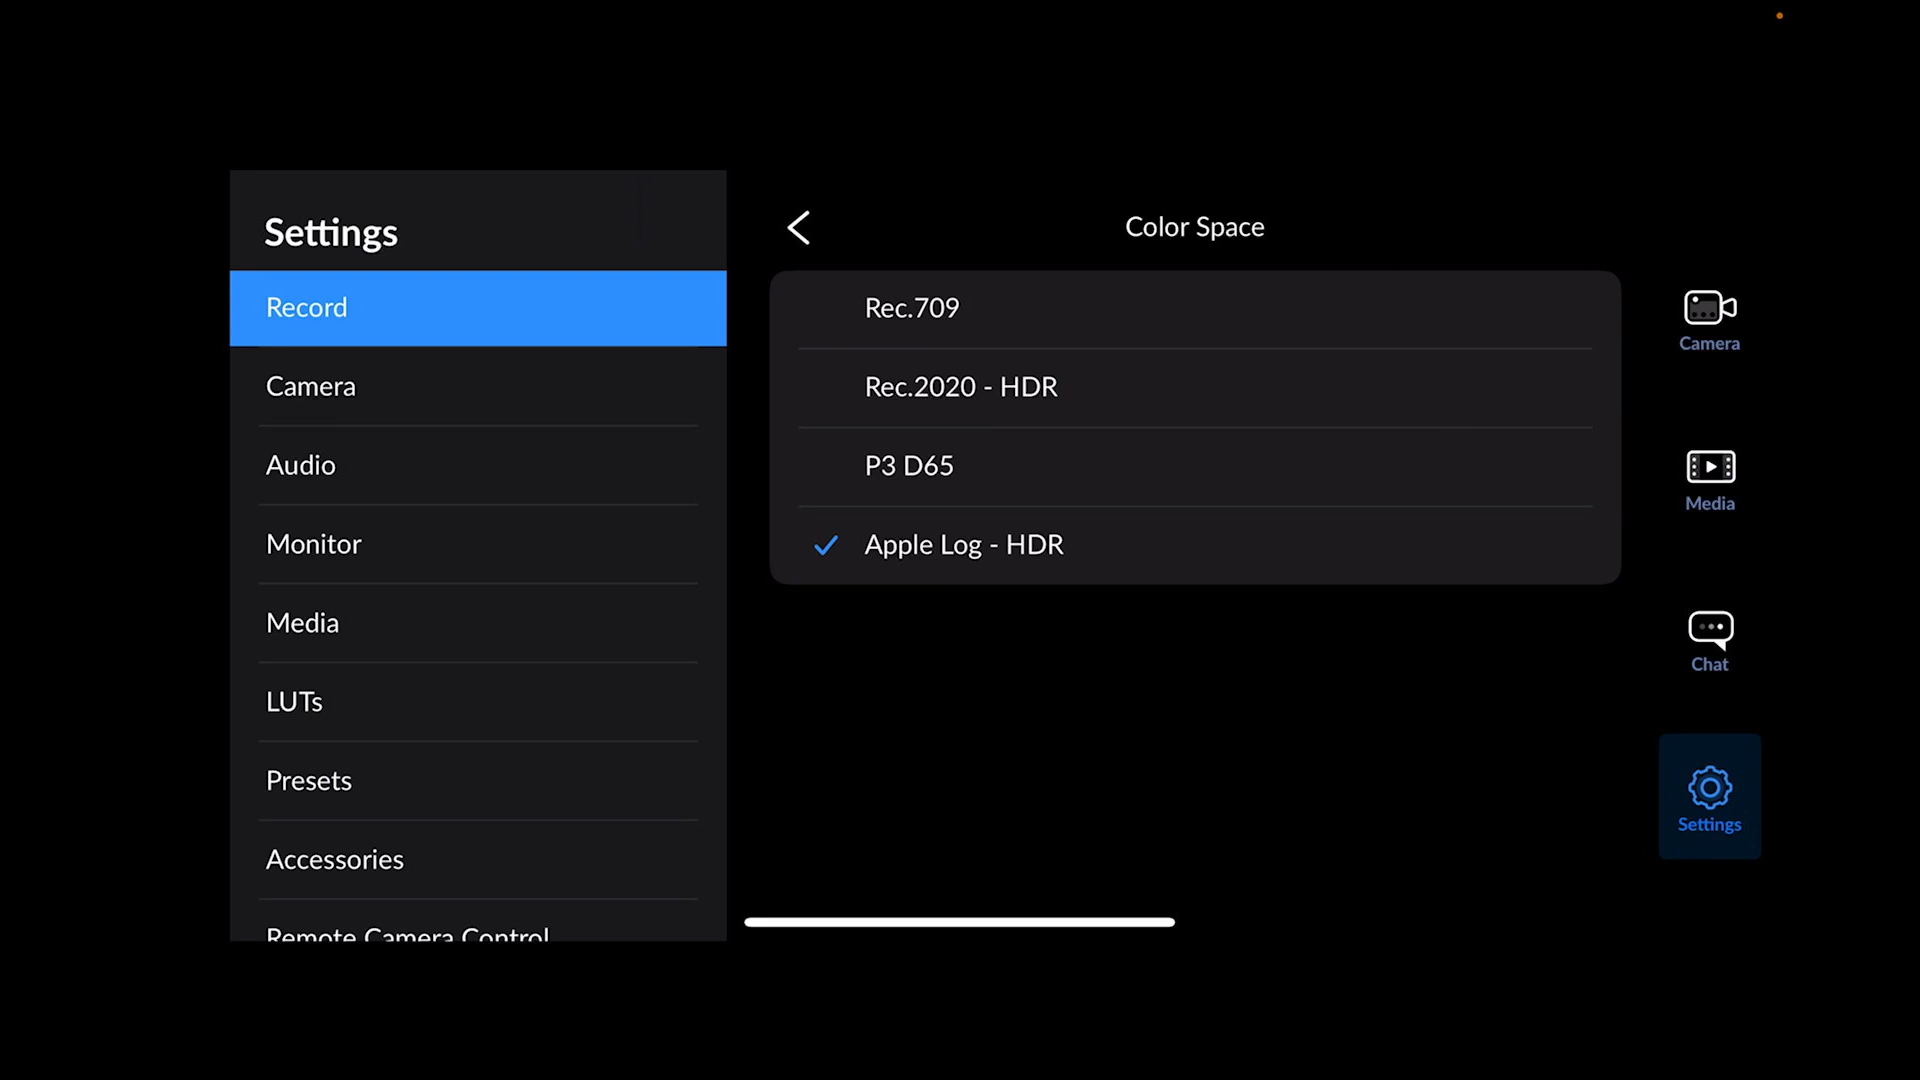 Settings
Record
Camera
Audio
Monitor
Media
LUTs
Presets
Accessories
Remote Camera Control
Color Space
Rec.709
Rec.2020 - HDR
P3 D65
Apple Log - HDR
Camera
Media
Chat
Settings